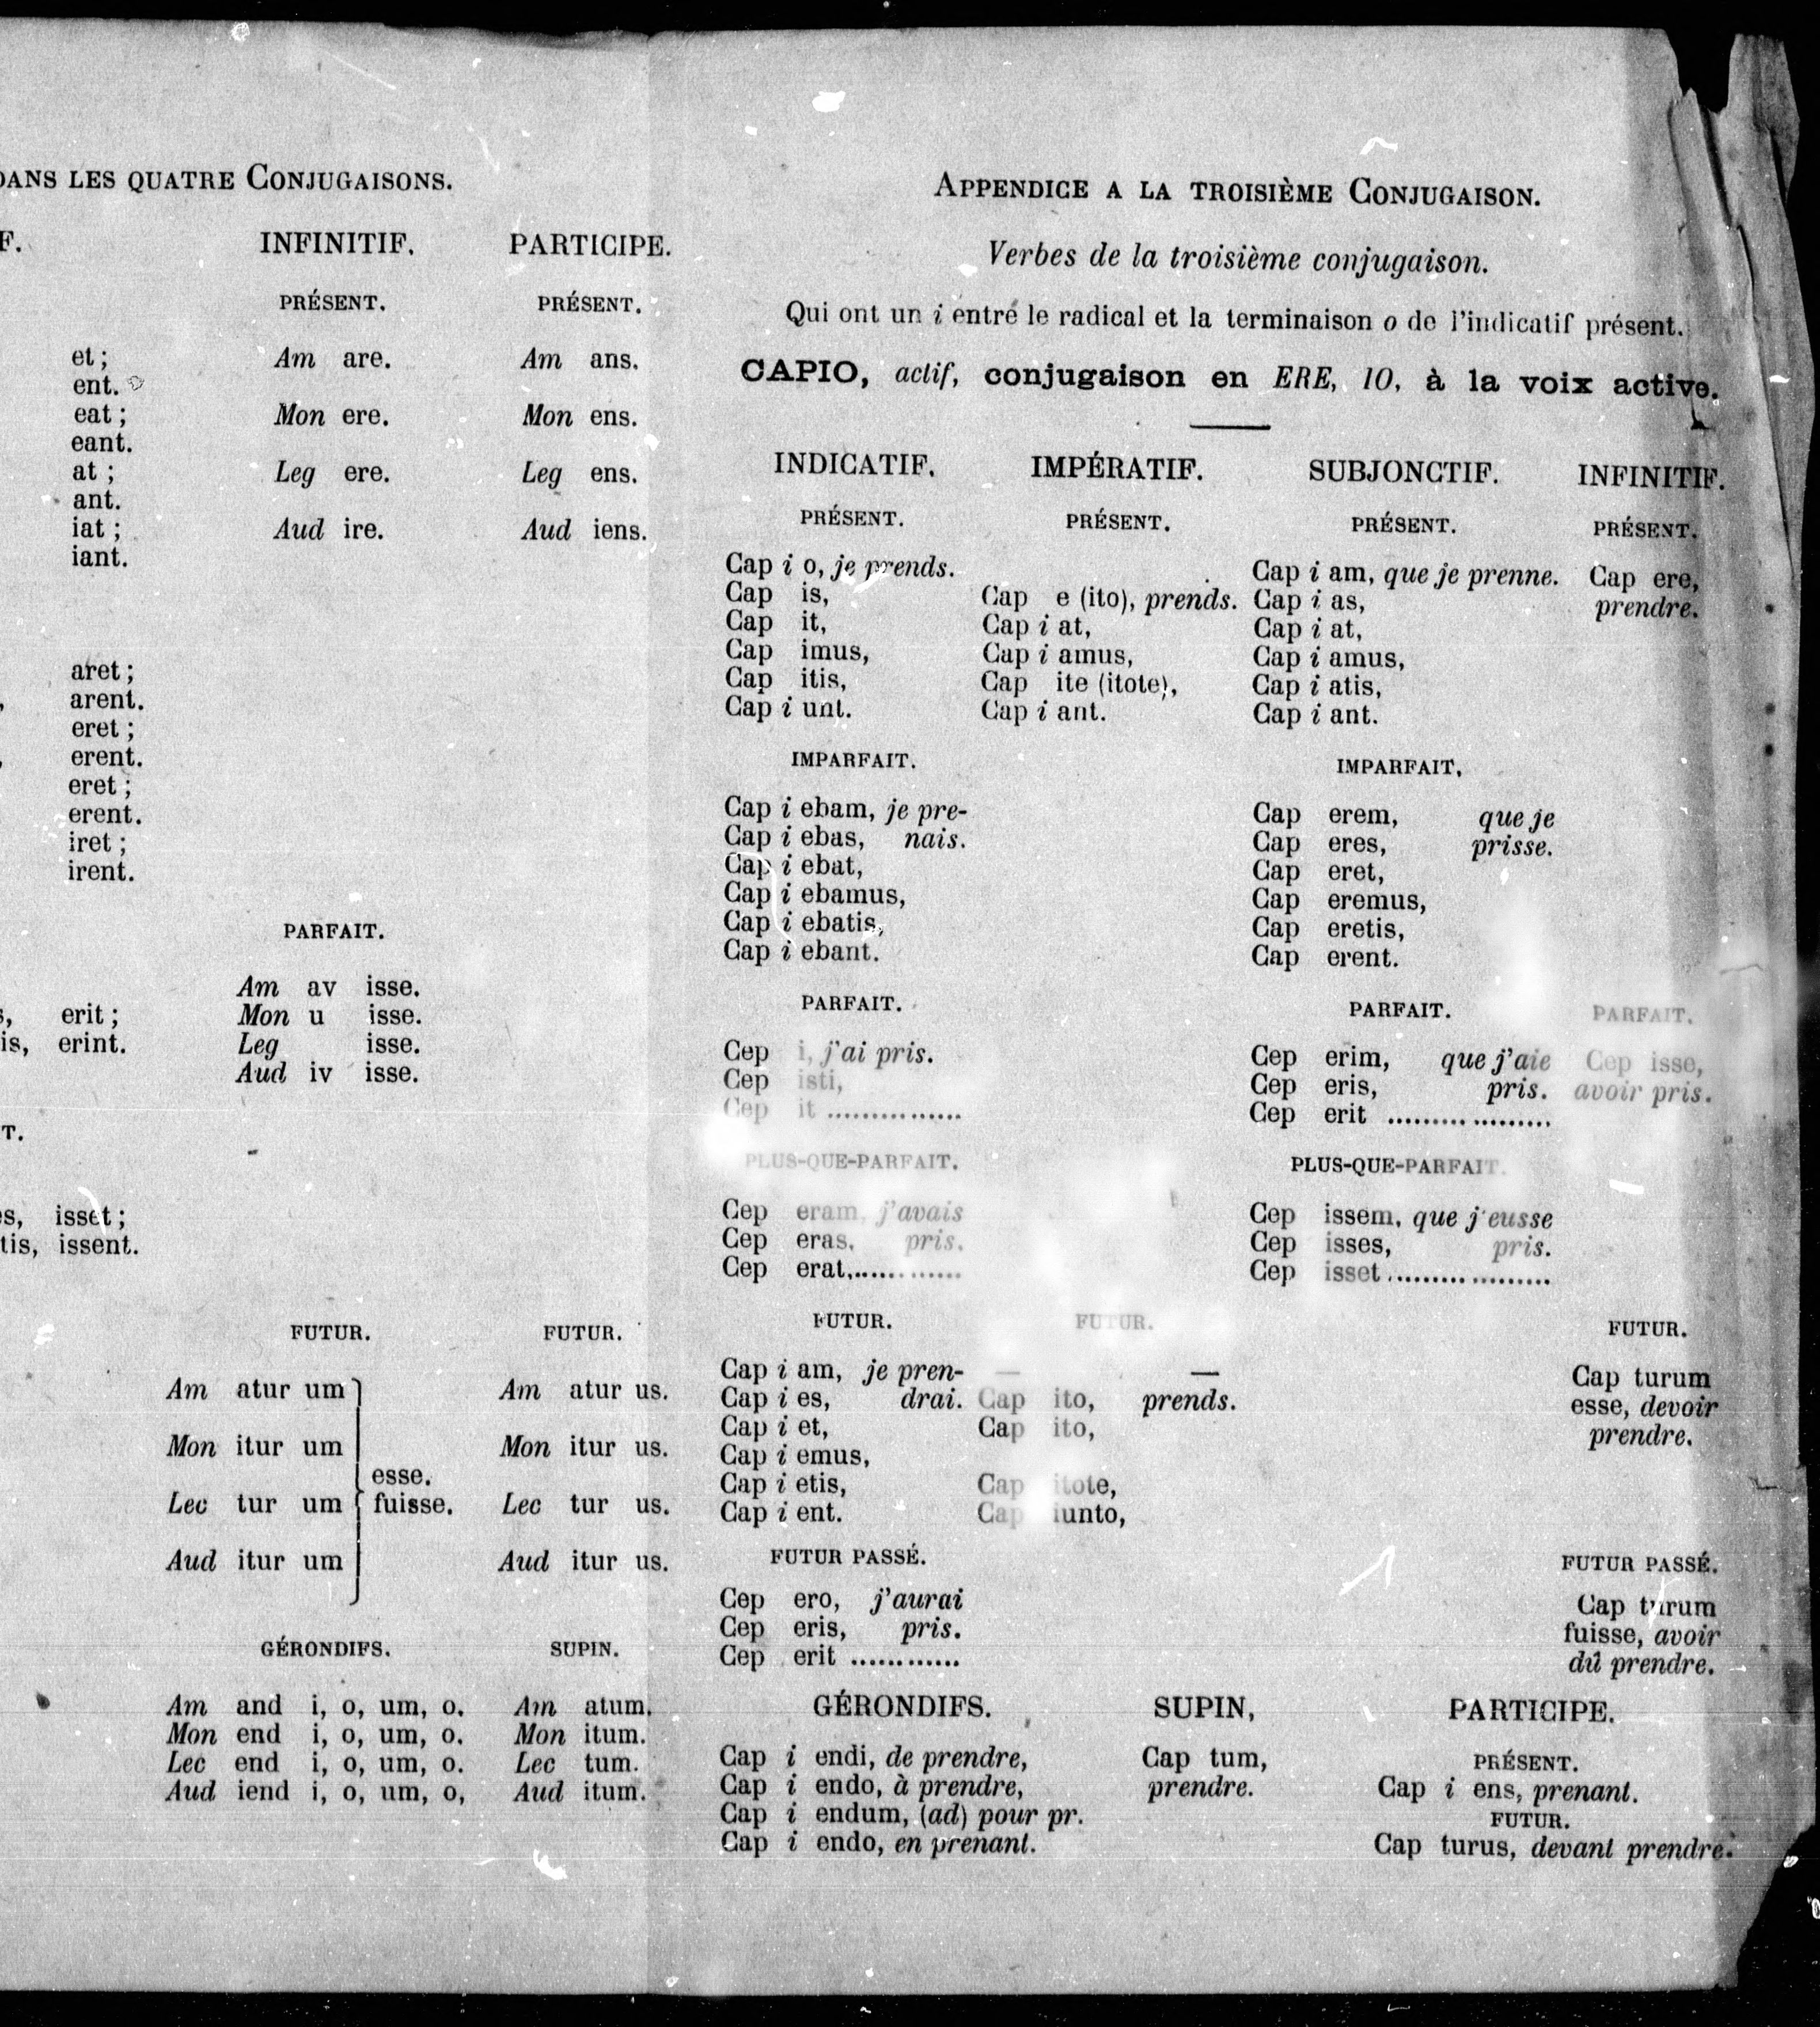 DANS LES QUATRE CONJUGAISONS.
F.
INFINITIF.
PARTICIPE.
PRÉSENT.
PRÉSENT.
et; Am are. Am ans.
ent.
eat; Mon ere. Mon ens.
eant.
at; Leg ere. Leg ens.
ant.
iat; Aud ire. Aud iens.
iant.
aret;
arent.
eret;
erent.
eret;
erent.
iret;
irent.
PARFAIT.
Am av isse.
erit; Mon u isse.
is, erint. Leg isse.
Aud iv isse.
T.
isset;
tis, issent.
FUTUR. FUTUR.
Am atur um Am atur us.
Mon itur um Mon itur us.
esse.
Lec tur um fuisse. Lec tur us.
Aud itur um Aud itur us.
GÉRONDIFS. SUPIN.
Am and i, o, um, o. Am atum.
Mon end i, o, um, o. Mon itum.
Lec end i, o, um, o. Lec tum.
Aud iend i, o, um, o, Aud itum.
APPENDICE A LA TROISIÈME CONJUGAISON.
Verbes de la troisième conjugaison.
Qui ont un i entre le radical et la terminaison o de l'indicatif présent.
CAPIO, actif, conjugaison en ERE, IO, à la voix active.
INDICATIF. IMPÉRATIF. SUBJONCTIF. INFINITIF.
PRÉSENT. PRÉSENT. PRÉSENT. PRÉSENT.
Cap i o, je prends. Cap i am, que je prenne. Cap ere,
Cap is, Cap e (ito), prends. Cap i as, prendre.
Cap it, Cap i at, Cap i at,
Cap imus, Cap i amus, Cap i amus,
Cap itis, Cap ite (itote), Cap i atis,
Cap i unt. Cap i ant. Cap i ant.
IMPARFAIT. IMPARFAIT,
Cap i ebam, je pre- Cap erem, que je
Cap i ebas, nais. Cap eres, prisse.
Cap i ebat, Cap eret,
Cap i ebamus, Cap eremus,
Cap i ebatis, Cap eretis,
Cap i ebant. Cap erent.
PARFAIT. PARFAIT. PARFAIT.
Cep i, j'ai pris. Cep erim, que j'aie Cep isse,
Cep isti, Cep eris, pris. avoir pris.
Cep it ............... Cep erit ..................
PLUS-QUE-PARFAIT. PLUS-QUE-PARFAIT.
Cep eram, j'avais Cep issem, que j'eusse
Cep eras, pris. Cep isses, pris.
Cep erat,............ Cep isset ..................
FUTUR. FUTUR. FUTUR.
Cap i am, je pren- — — Cap turum
Cap i es, drai. Cap ito, prends. esse, devoir
Cap i et, Cap ito, prendre.
Cap i emus,
Cap i etis, Cap itote,
Cap i ent. Cap iunto,
FUTUR PASSÉ. FUTUR PASSÉ.
Cep ero, j'aurai Cap turum
Cep eris, pris. fuisse, avoir
Cep erit ............ dû prendre.
GÉRONDIFS. SUPIN, PARTICIPE.
Cap i endi, de prendre, Cap tum, PRÉSENT.
Cap i endo, à prendre, prendre. Cap i ens, prenant.
Cap i endum, (ad) pour pr. FUTUR.
Cap i endo, en prenant. Cap turus, devant prendre.